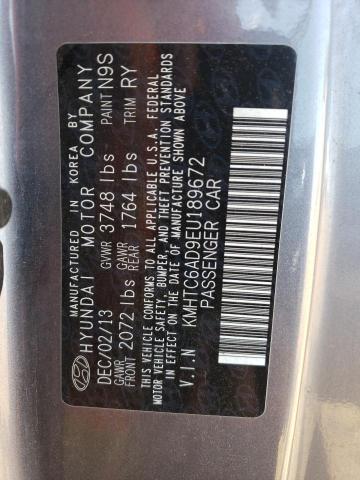 MANUFACTURED IN KOREA BY
HYUNDAI MOTOR COMPANY
DEC/02/13 GVWR 3748 lbs PAINT N9S
GAWR FRONT 2072 lbs GAWR REAR 1764 lbs TRIM RY
THIS VEHICLE CONFORMS TO ALL APPLICABLE U.S.A. FEDERAL
MOTOR VEHICLE SAFETY, BUMPER, AND THEFT PREVENTION STANDARDS
IN EFFECT ON THE DATE OF MANUFACTURE SHOWN ABOVE
V.I.N KMHTC6AD9EU189672
PASSENGER CAR